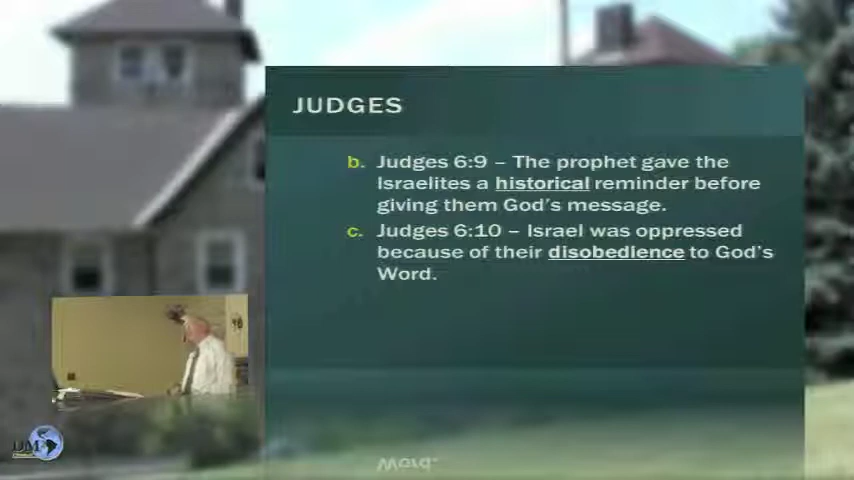 JUDGES
b. Judges 6:9 – The prophet gave the
Israelites a historical reminder before
giving them God's message.
c. Judges 6:10 – Israel was oppressed
because of their disobedience to God's
Word.